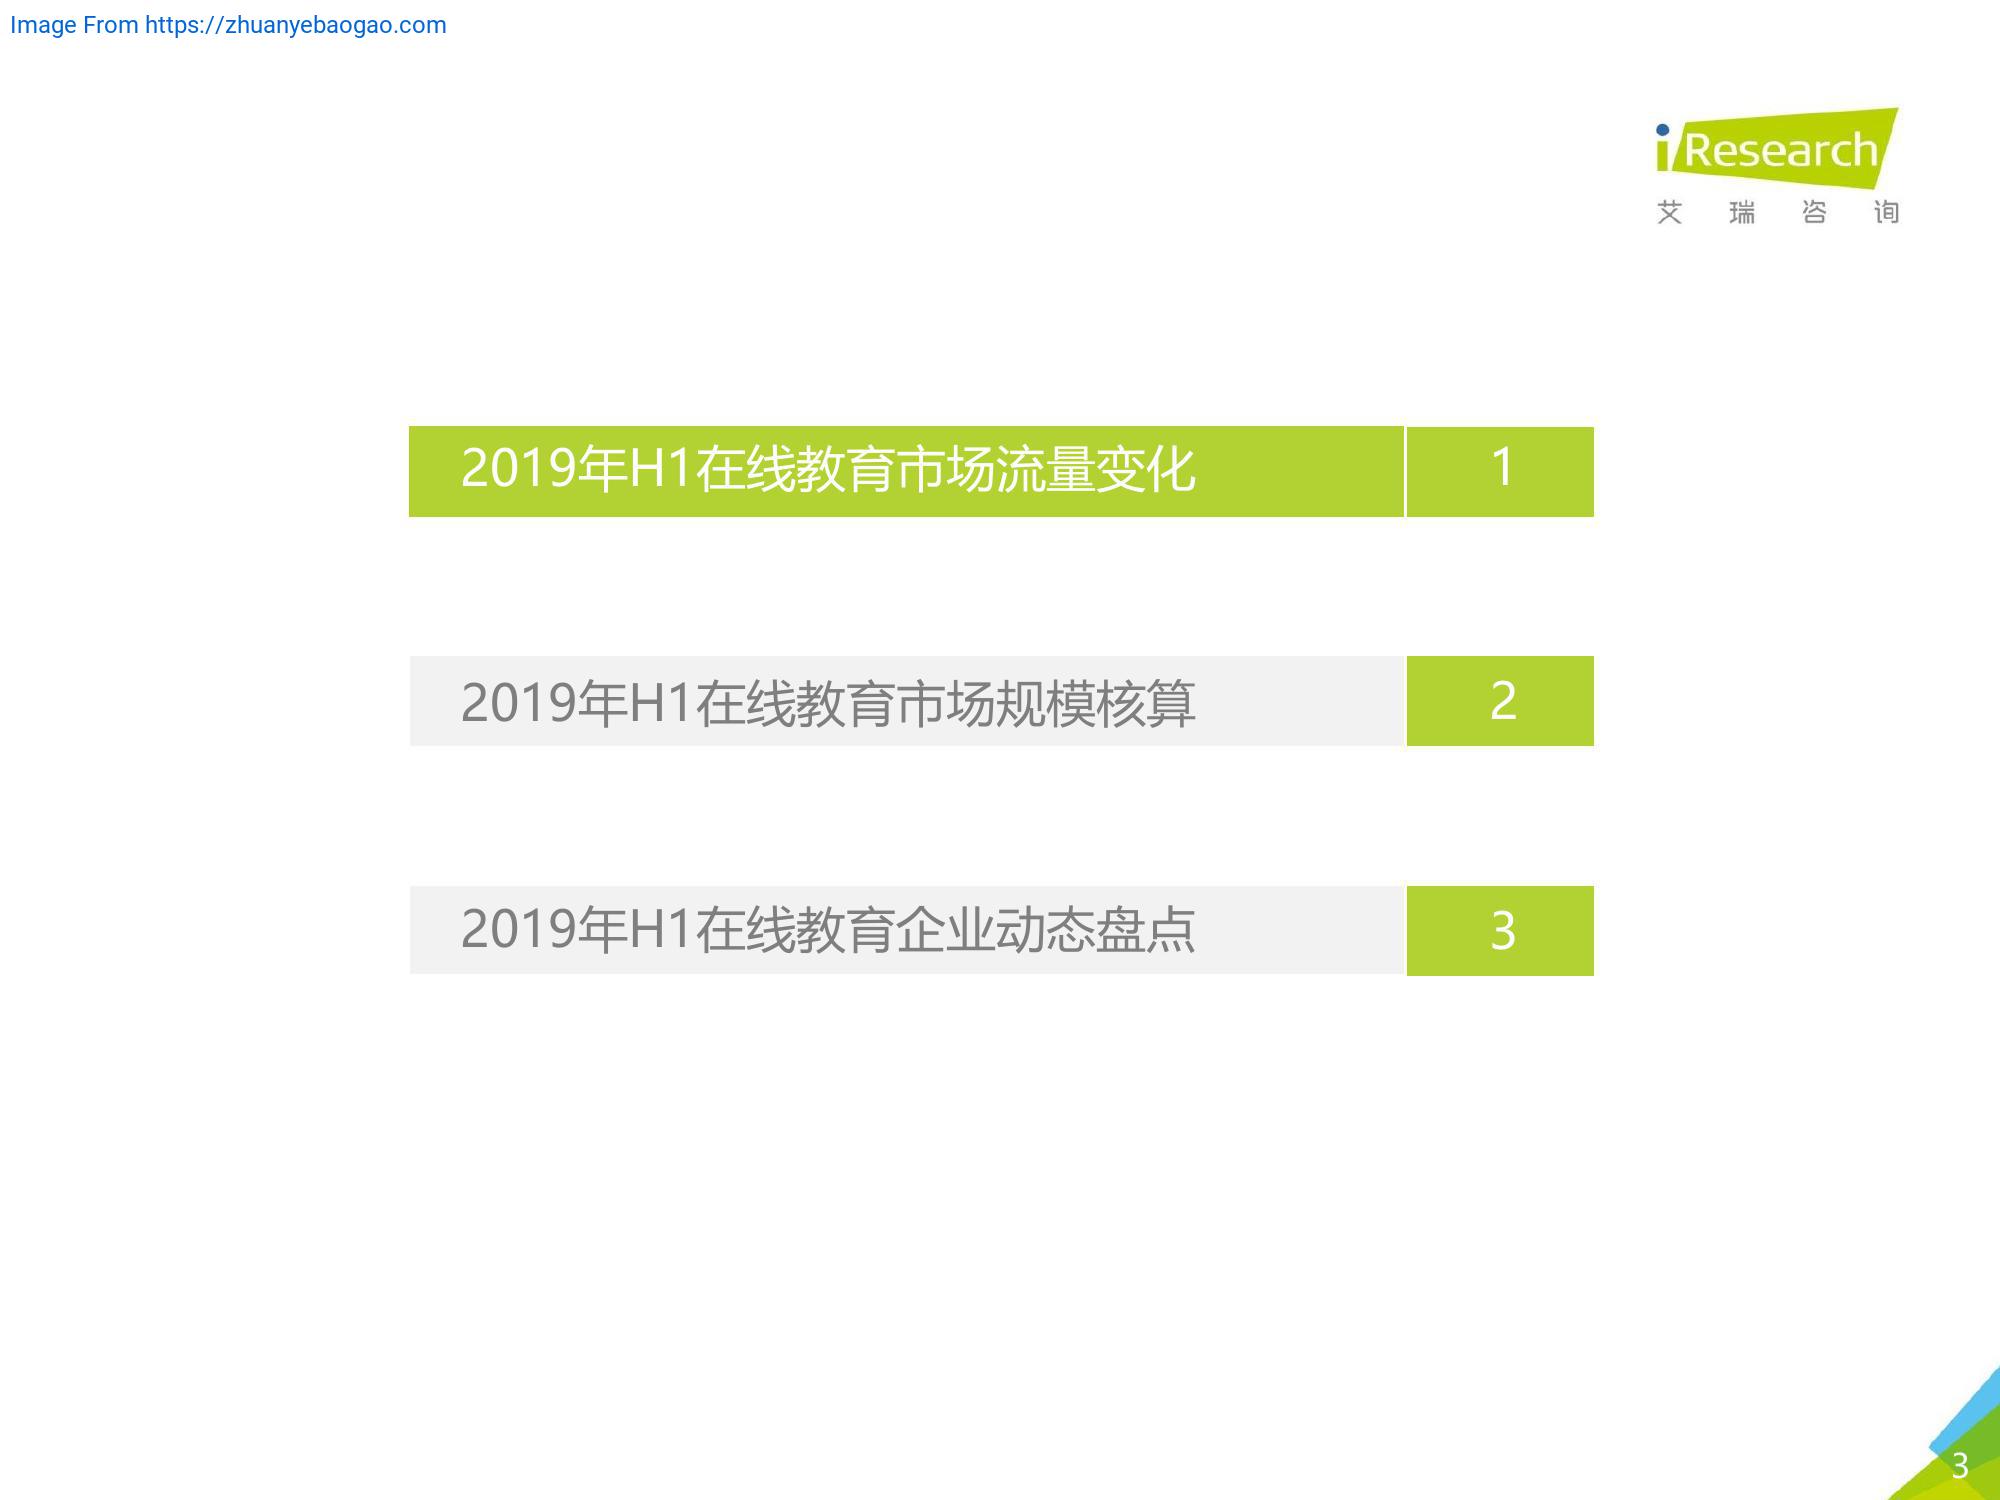 Image From https://zhuanyebaogao.com
iResearch
艾瑞咨询
2019年H1在线教育市场流量变化 1
2019年H1在线教育市场规模核算 2
2019年H1在线教育企业动态盘点 3
3